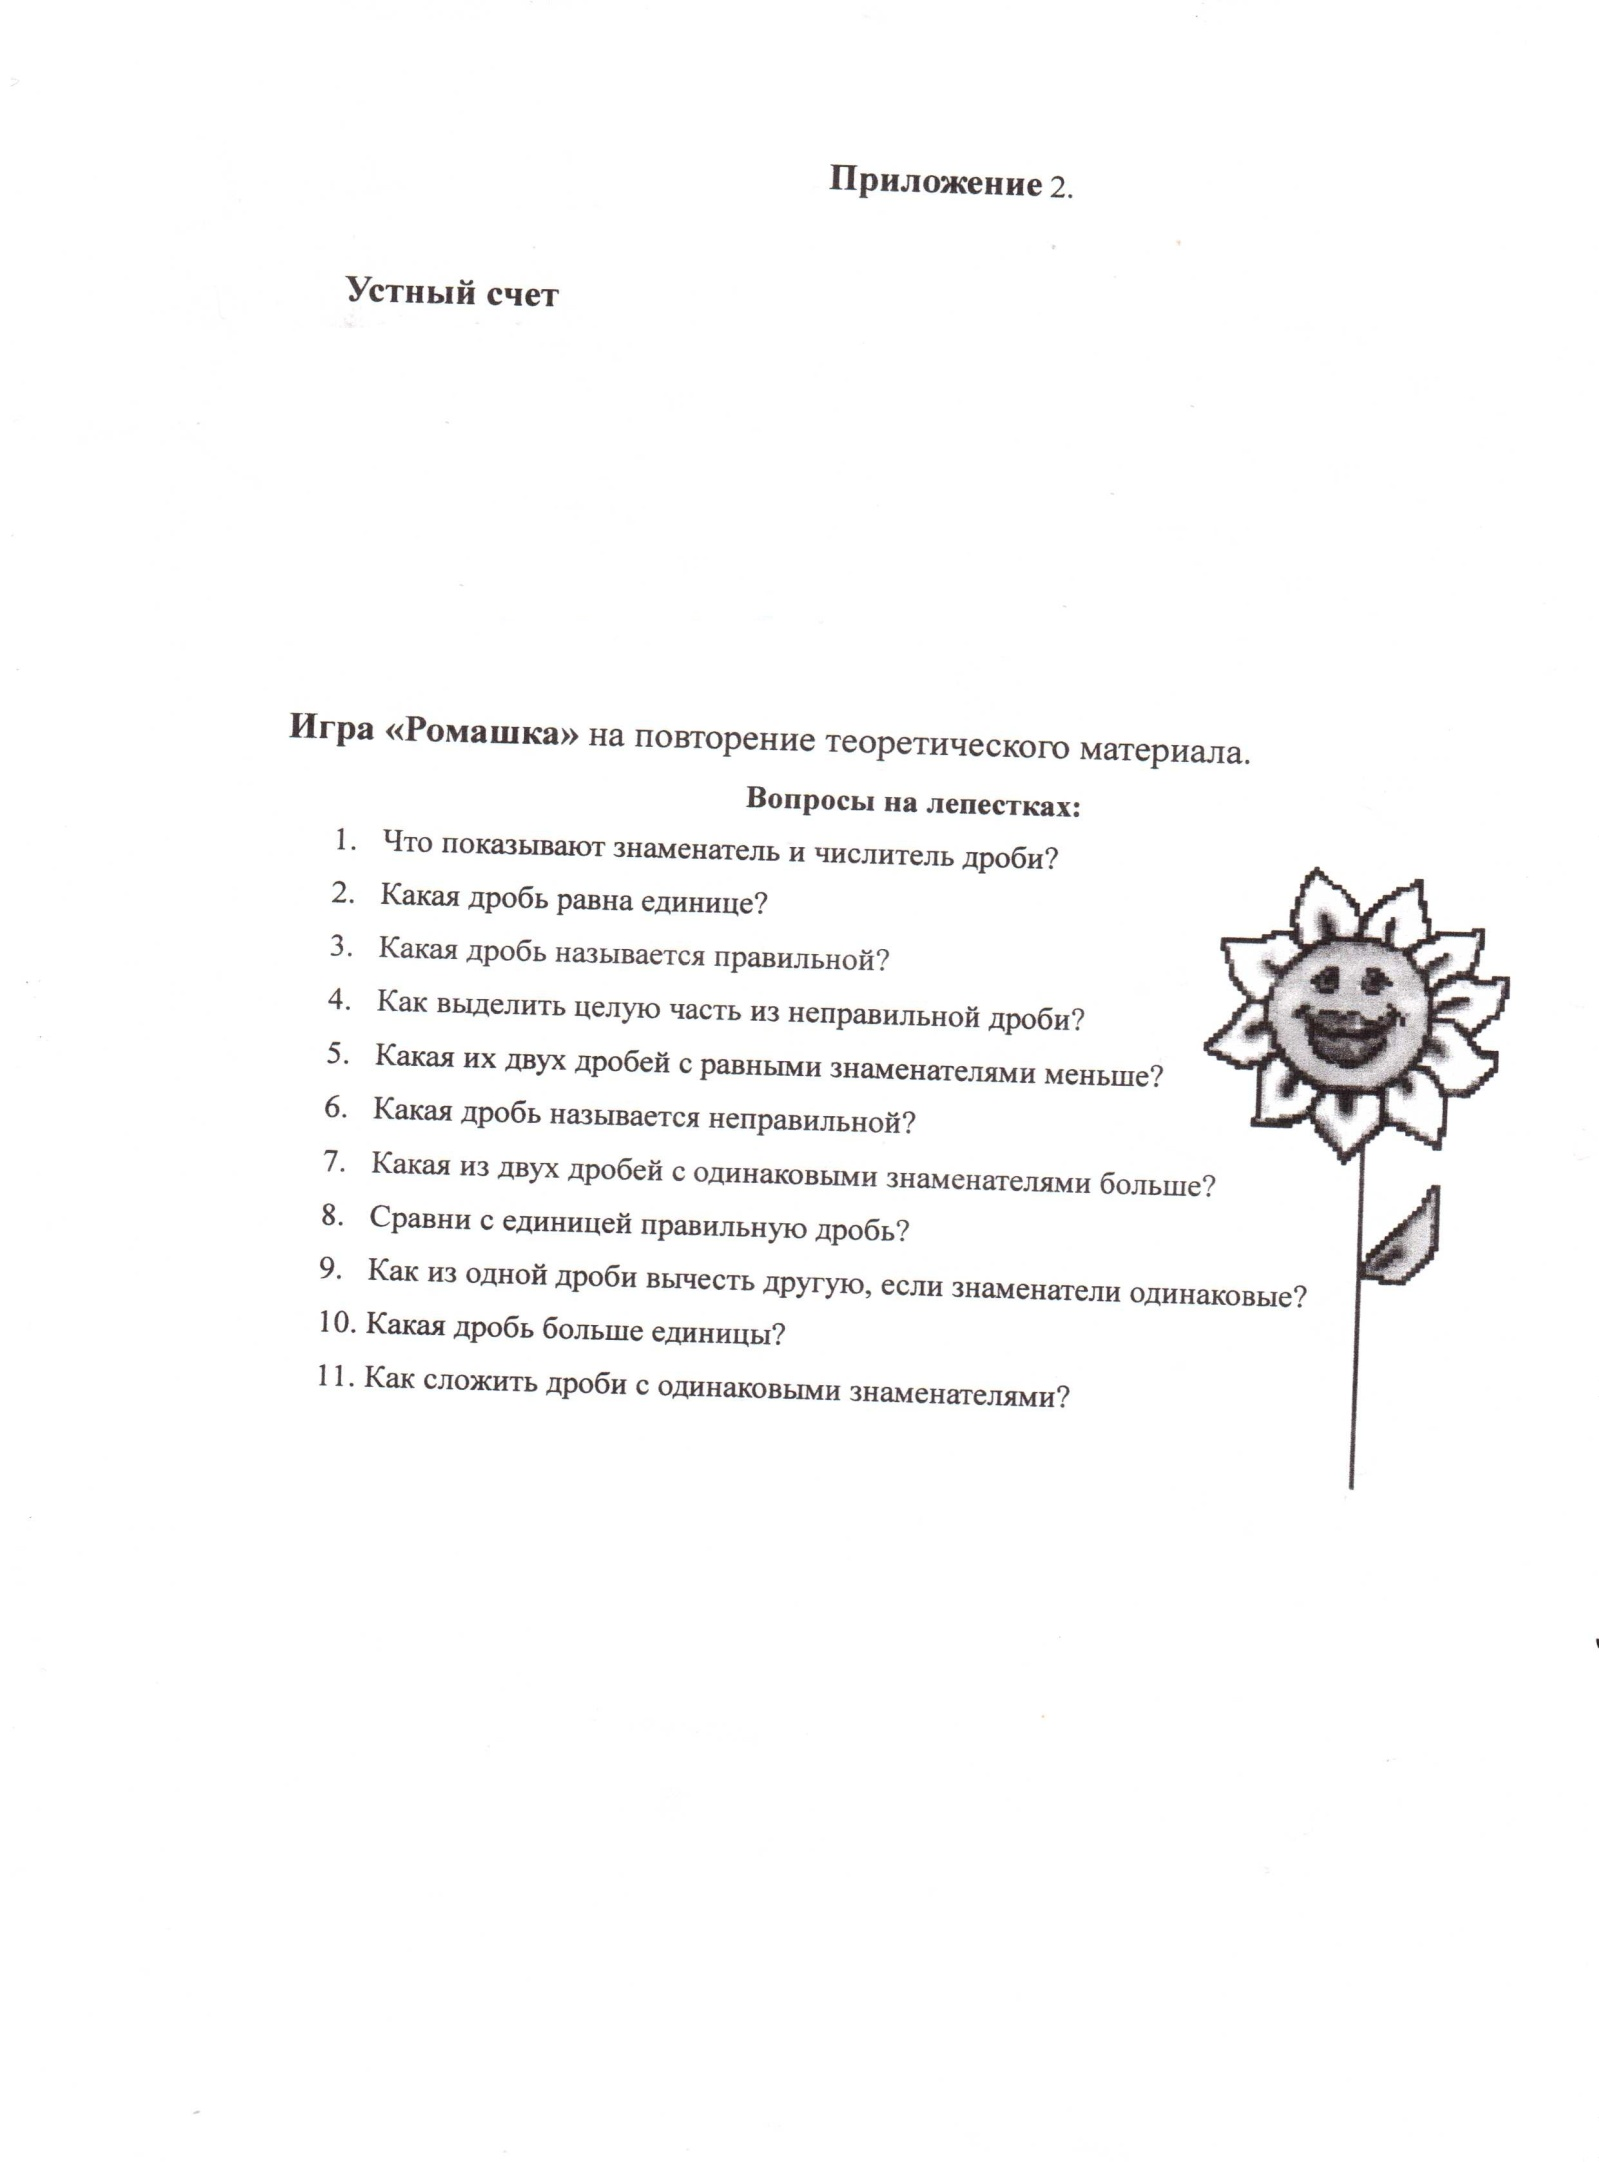 Приложение 2.
Устный счет
Игра «Ромашка» на повторение теоретического материала.
Вопросы на лепестках:
1. Что показывают знаменатель и числитель дроби?
2. Какая дробь равна единице?
3. Какая дробь называется правильной?
4. Как выделить целую часть из неправильной дроби?
5. Какая их двух дробей с равными знаменателями меньше?
6. Какая дробь называется неправильной?
7. Какая из двух дробей с одинаковыми знаменателями больше?
8. Сравни с единицей правильную дробь?
9. Как из одной дроби вычесть другую, если знаменатели одинаковые?
10. Какая дробь больше единицы?
11. Как сложить дроби с одинаковыми знаменателями?